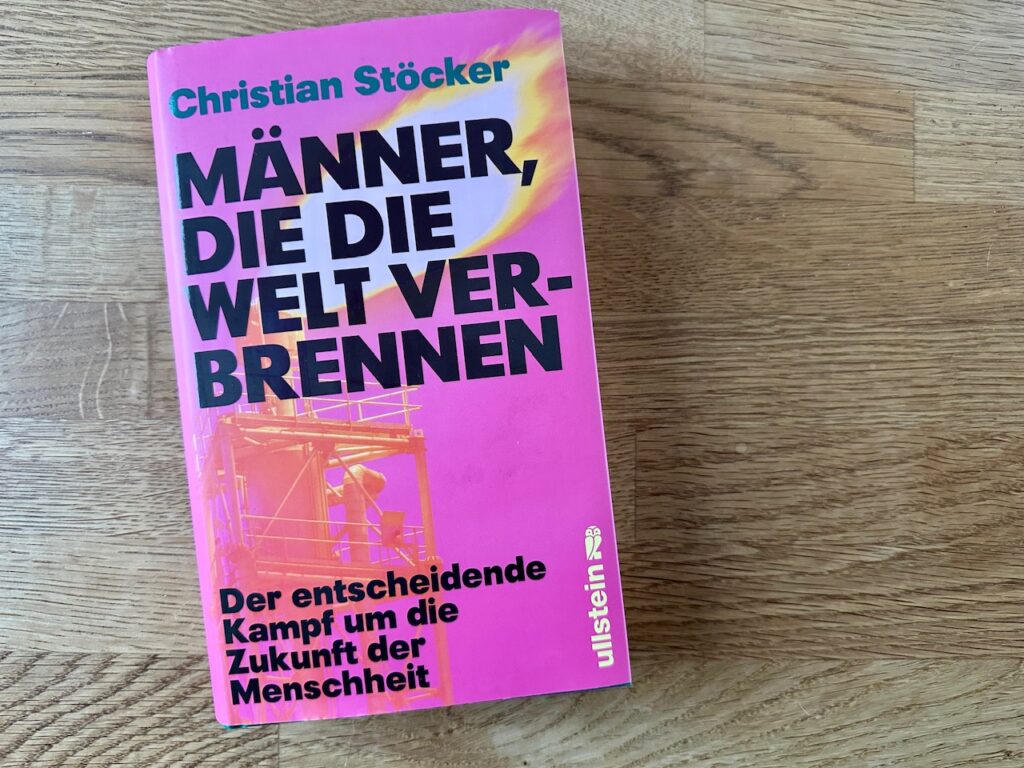 Christian Stöcker
MÄNNER,
DIE DIE
WELT VER-
BRENNEN
Der entscheidende
Kampf um die
Zukunft der
Menschheit
ullstein